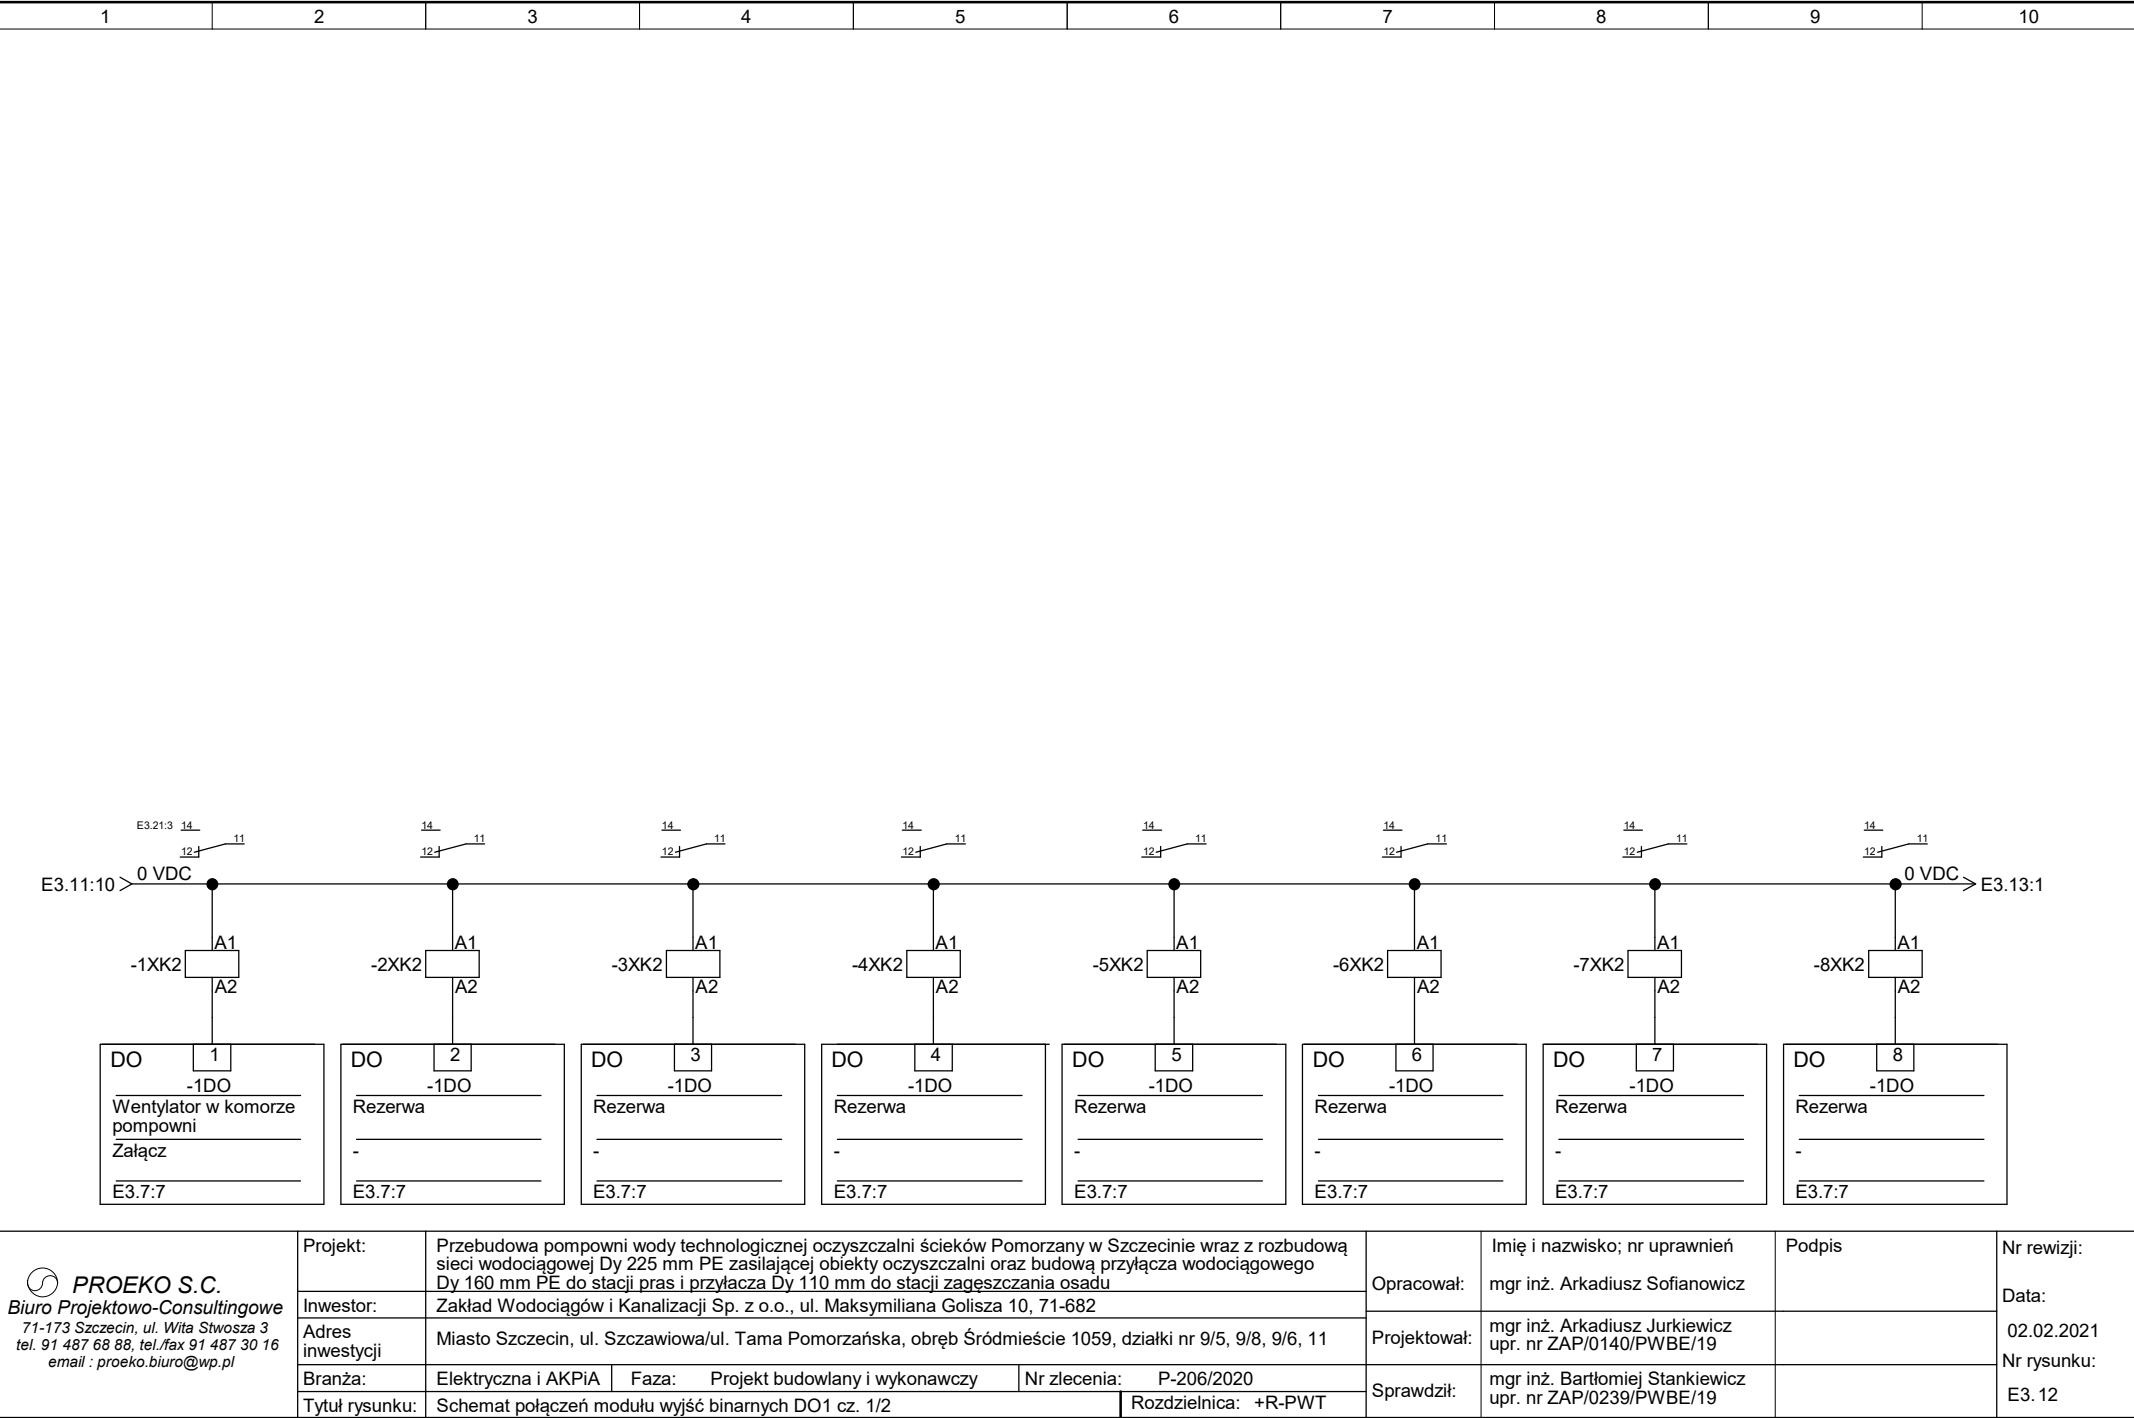 1 2 3 4 5 6 7 8 9 10
E3.21:3 14 11 12
14 11 12
14 11 12
14 11 12
14 11 12
14 11 12
14 11 12
14 11 12
E3.11:10 0 VDC 0 VDC E3.13:1
A1 A1 A1 A1 A1 A1 A1 A1
-1XK2 -2XK2 -3XK2 -4XK2 -5XK2 -6XK2 -7XK2 -8XK2
A2 A2 A2 A2 A2 A2 A2 A2
DO 1
-1DO
Wentylator w komorze
pompowni
Załącz
E3.7:7
DO 2
-1DO
Rezerwa
-
E3.7:7
DO 3
-1DO
Rezerwa
-
E3.7:7
DO 4
-1DO
Rezerwa
-
E3.7:7
DO 5
-1DO
Rezerwa
-
E3.7:7
DO 6
-1DO
Rezerwa
-
E3.7:7
DO 7
-1DO
Rezerwa
-
E3.7:7
DO 8
-1DO
Rezerwa
-
E3.7:7
PROEKO S.C.
Biuro Projektowo-Consultingowe
71-173 Szczecin, ul. Wita Stwosza 3
tel. 91 487 68 88, tel./fax 91 487 30 16
email : proeko.biuro@wp.pl
Projekt:
Przebudowa pompowni wody technologicznej oczyszczalni ścieków Pomorzany w Szczecinie wraz z rozbudową
sieci wodociągowej Dy 225 mm PE zasilającej obiekty oczyszczalni oraz budową przyłącza wodociągowego
Dy 160 mm PE do stacji pras i przyłacza Dy 110 mm do stacji zagęszczania osadu
Inwestor: Zakład Wodociągów i Kanalizacji Sp. z o.o., ul. Maksymiliana Golisza 10, 71-682
Adres
inwestycji
Miasto Szczecin, ul. Szczawiowa/ul. Tama Pomorzańska, obręb Śródmieście 1059, działki nr 9/5, 9/8, 9/6, 11
Branża: Elektryczna i AKPiA Faza: Projekt budowlany i wykonawczy Nr zlecenia: P-206/2020
Tytuł rysunku: Schemat połączeń modułu wyjść binarnych DO1 cz. 1/2 Rozdzielnica: +R-PWT
Imię i nazwisko; nr uprawnień Podpis
Opracował: mgr inż. Arkadiusz Sofianowicz
Projektował: mgr inż. Arkadiusz Jurkiewicz
upr. nr ZAP/0140/PWBE/19
Sprawdził: mgr inż. Bartłomiej Stankiewicz
upr. nr ZAP/0239/PWBE/19
Nr rewizji:
Data:
02.02.2021
Nr rysunku:
E3.12